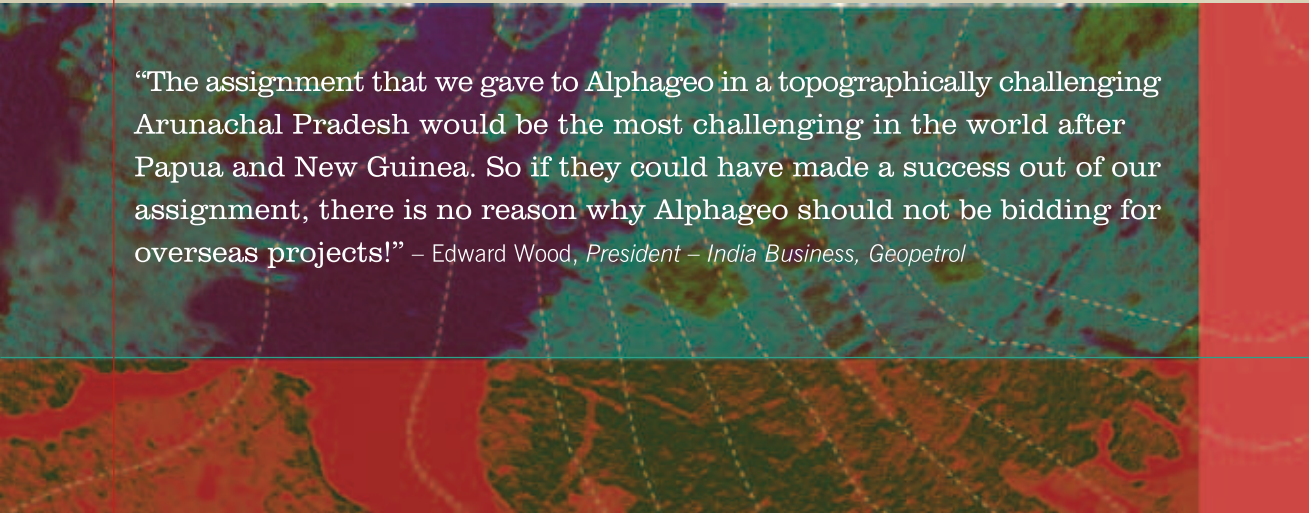 “The assignment that we gave to Alphageo in a topographically challenging
Arunachal Pradesh would be the most challenging in the world after
Papua and New Guinea. So if they could have made a success out of our
assignment, there is no reason why Alphageo should not be bidding for
overseas projects!” – Edward Wood, President – India Business, Geopetrol